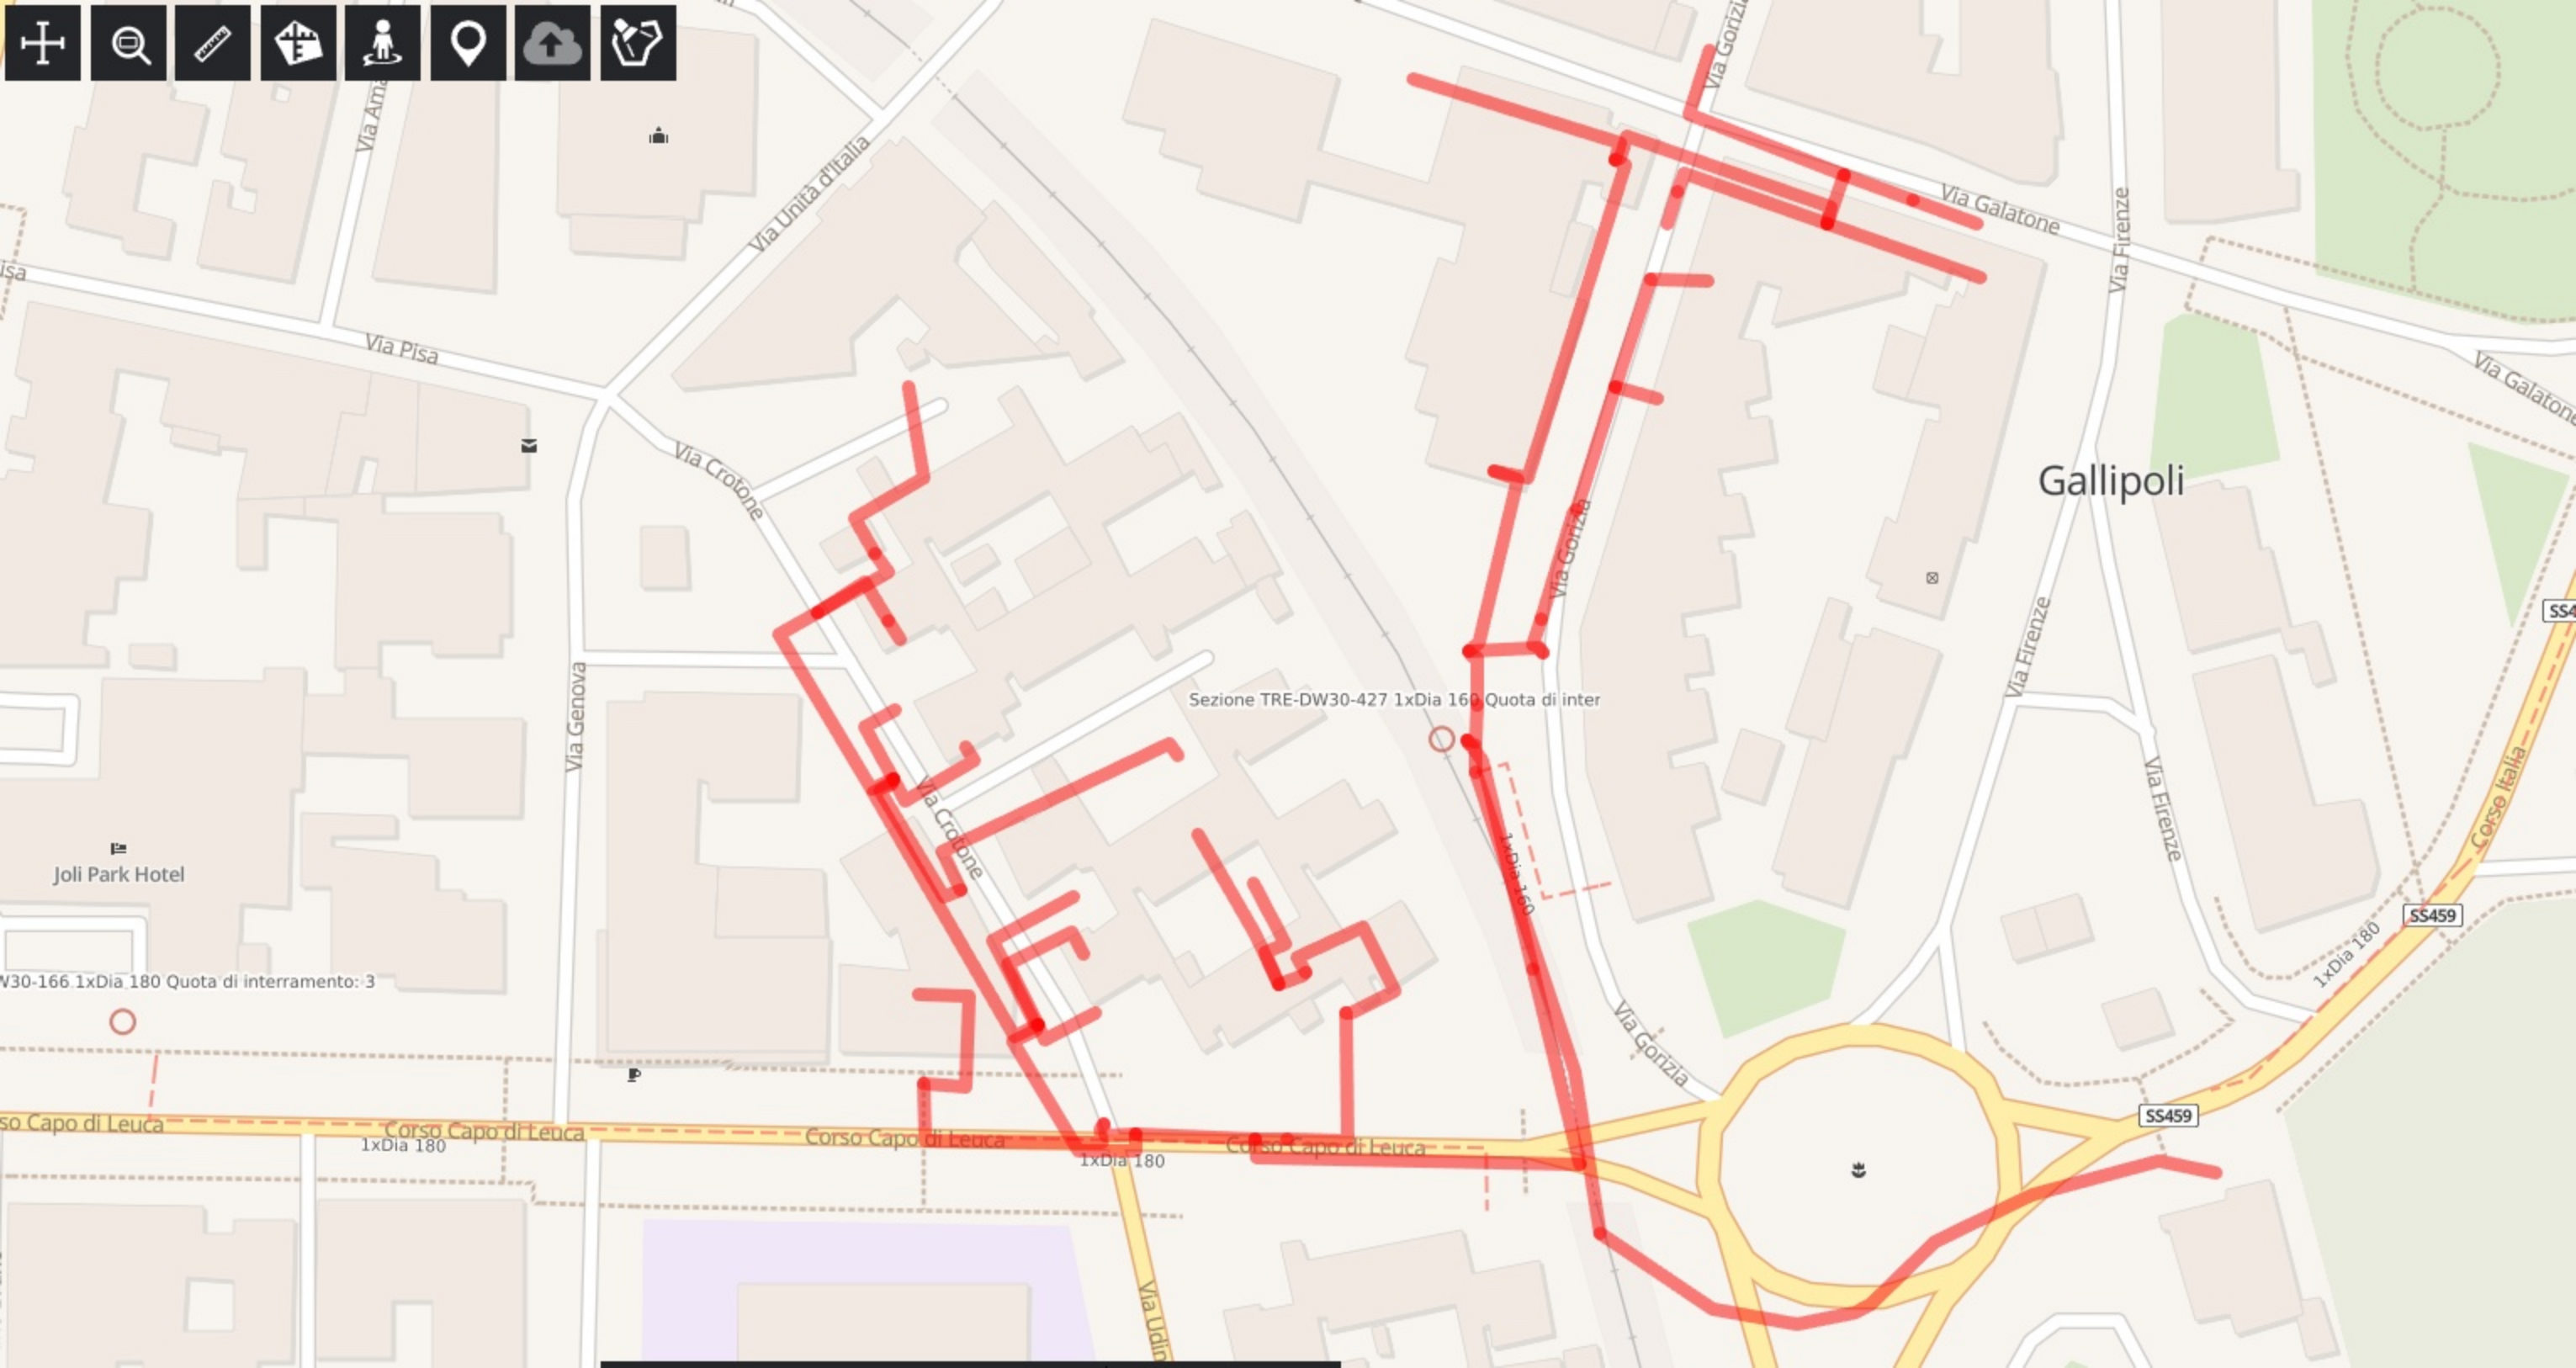 Via Gorizia
Via Ama
Via Unità d'Italia
Via Galatone
Via Firenze
isa
Via Pisa
Via Galatone
Via Crotone
Gallipoli
Via Gorizia
SS4
Via Genova
Via Firenze
Sezione TRE-DW30-427 1xDia 160 Quota di inter
Via Crotone
Via Firenze
Corso Italia
1xDia 160
Joli Park Hotel
SS459
1xDia 180
W30-166 1xDia 180 Quota di interramento: 3
Via Gorizia
so Capo di Leuca
Corso Capo di Leuca
Corso Capo di Leuca
Corso Capo di Leuca
SS459
1xDia 180
1xDia 180
Via Udin